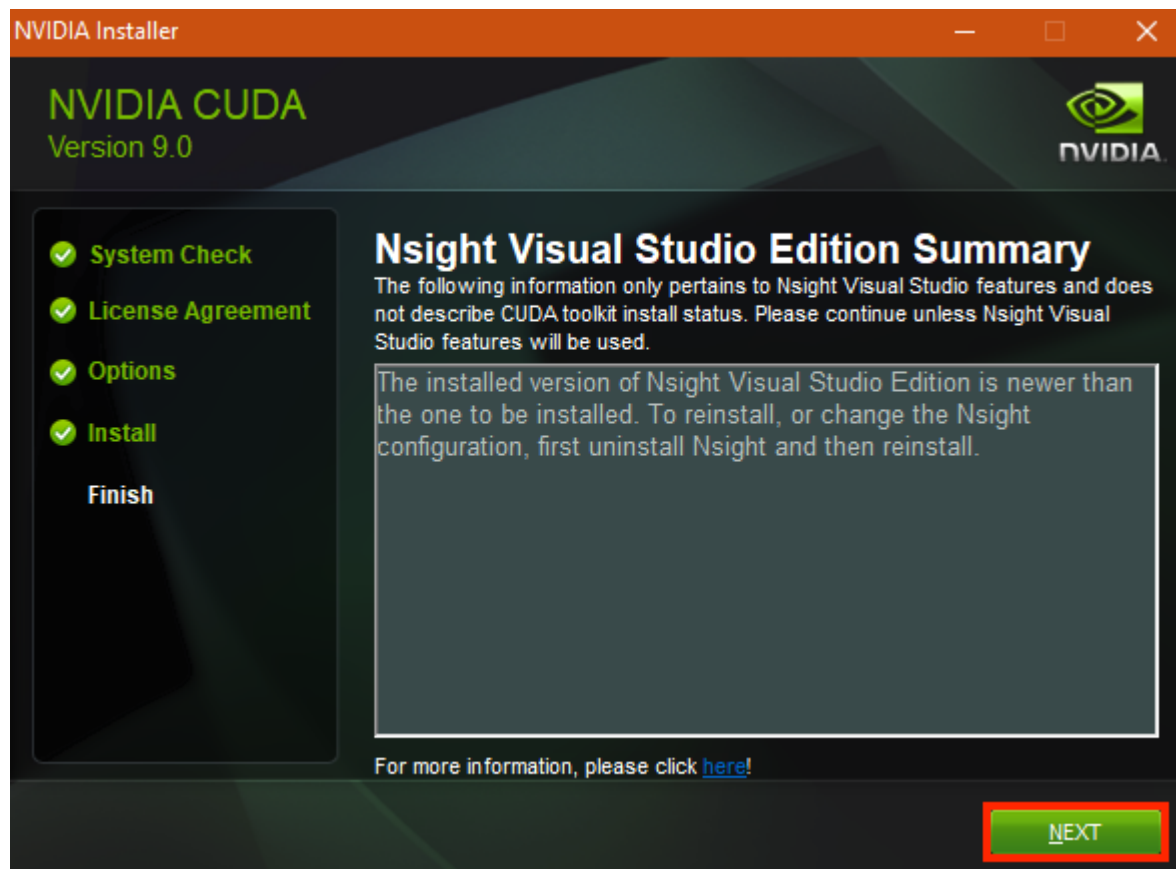 NVIDIA Installer
NVIDIA CUDA
Version 9.0
NVIDIA.
System Check
License Agreement
Options
Install
Finish
Nsight Visual Studio Edition Summary
The following information only pertains to Nsight Visual Studio features and does
not describe CUDA toolkit install status. Please continue unless Nsight Visual
Studio features will be used.
The installed version of Nsight Visual Studio Edition is newer than
the one to be installed. To reinstall, or change the Nsight
configuration, first uninstall Nsight and then reinstall.
For more information, please click here!
NEXT